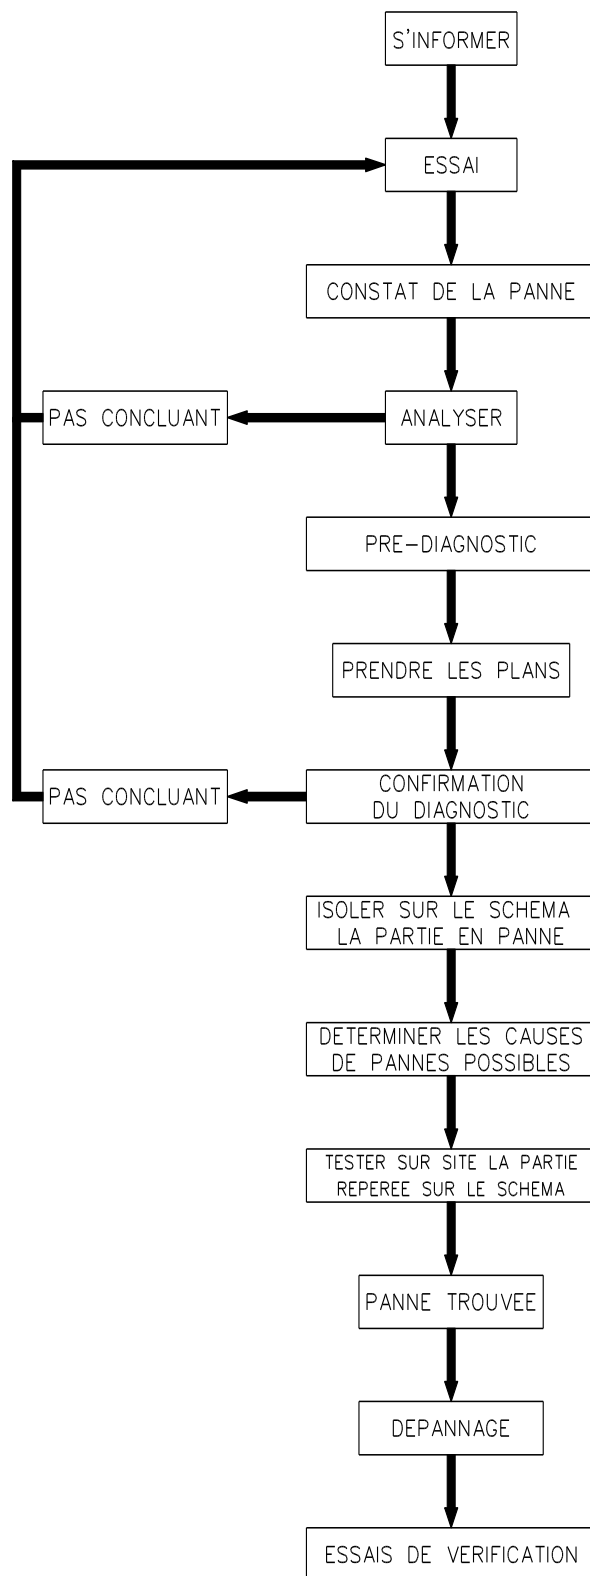 S'INFORMER
ESSAI
CONSTAT DE LA PANNE
PAS CONCLUANT
ANALYSER
PRE-DIAGNOSTIC
PRENDRE LES PLANS
PAS CONCLUANT
CONFIRMATION
DU DIAGNOSTIC
ISOLER SUR LE SCHEMA
LA PARTIE EN PANNE
DETERMINER LES CAUSES
DE PANNES POSSIBLES
TESTER SUR SITE LA PARTIE
REPEREE SUR LE SCHEMA
PANNE TROUVEE
DEPANNAGE
ESSAIS DE VERIFICATION